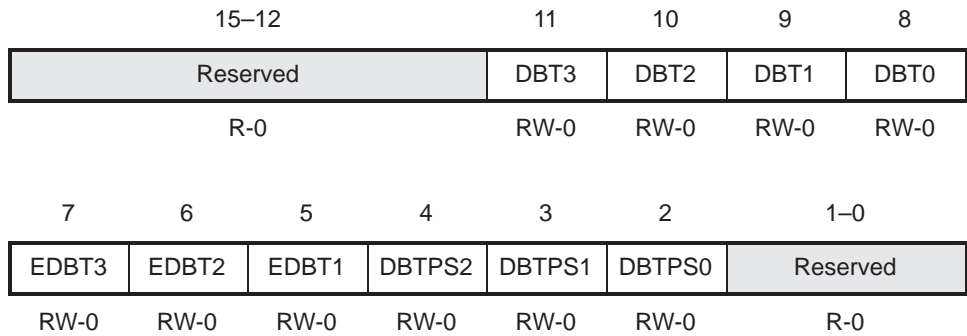 15–12 11 10 9 8
Reserved DBT3 DBT2 DBT1 DBT0
R-0 RW-0 RW-0 RW-0 RW-0
7 6 5 4 3 2 1–0
EDBT3 EDBT2 EDBT1 DBTPS2 DBTPS1 DBTPS0 Reserved
RW-0 RW-0 RW-0 RW-0 RW-0 RW-0 R-0